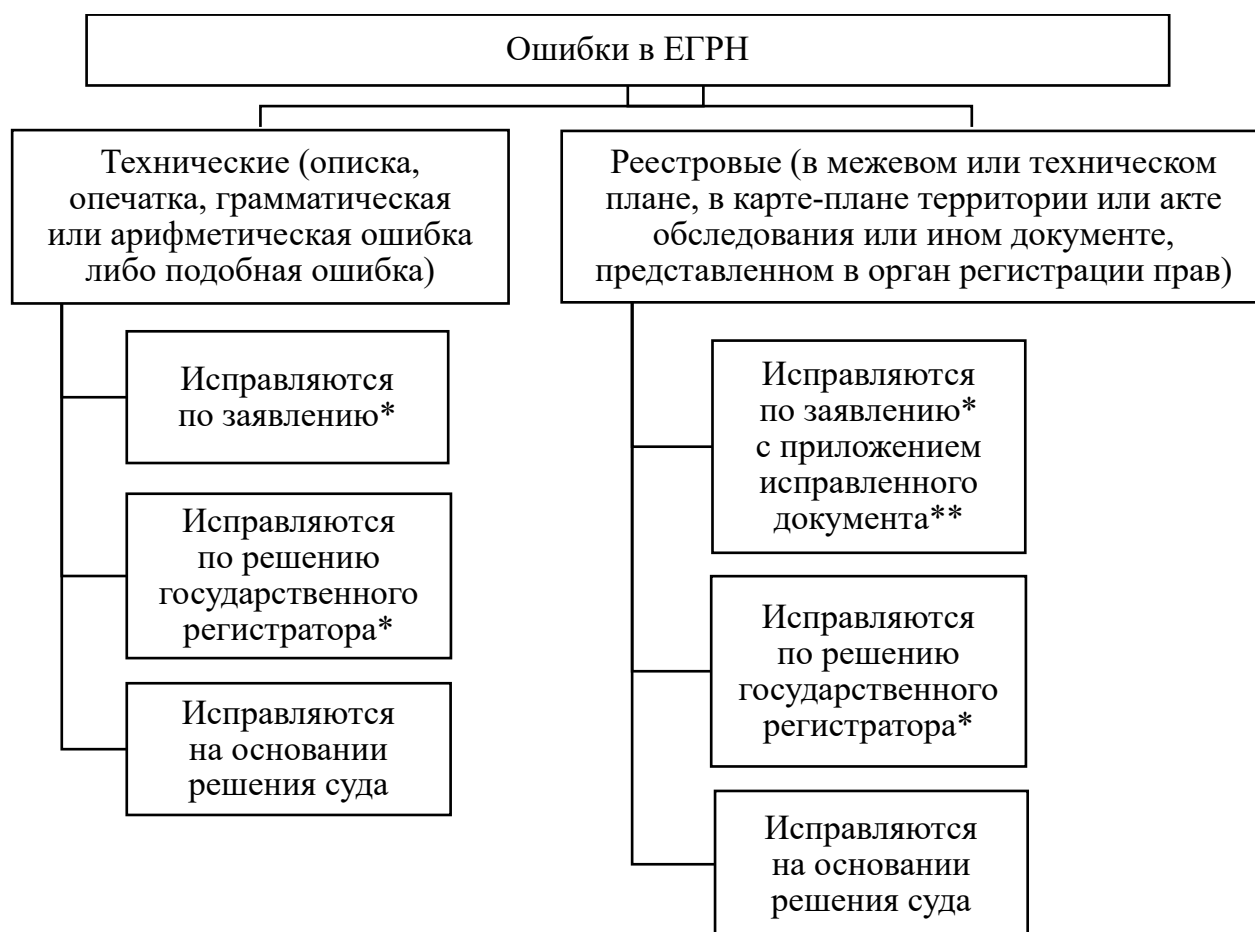 Ошибки в ЕГРН
Технические (описка,
опечатка, грамматическая
или арифметическая ошибка
либо подобная ошибка)
Исправляются
по заявлению*
Исправляются
по решению
государственного
регистратора*
Исправляются
на основании
решения суда
Реестровые (в межевом или техническом
плане, в карте-плане территории или акте
обследования или ином документе,
представленном в орган регистрации прав)
Исправляются
по заявлению*
с приложением
исправленного
документа**
Исправляются
по решению
государственного
регистратора*
Исправляются
на основании
решения суда